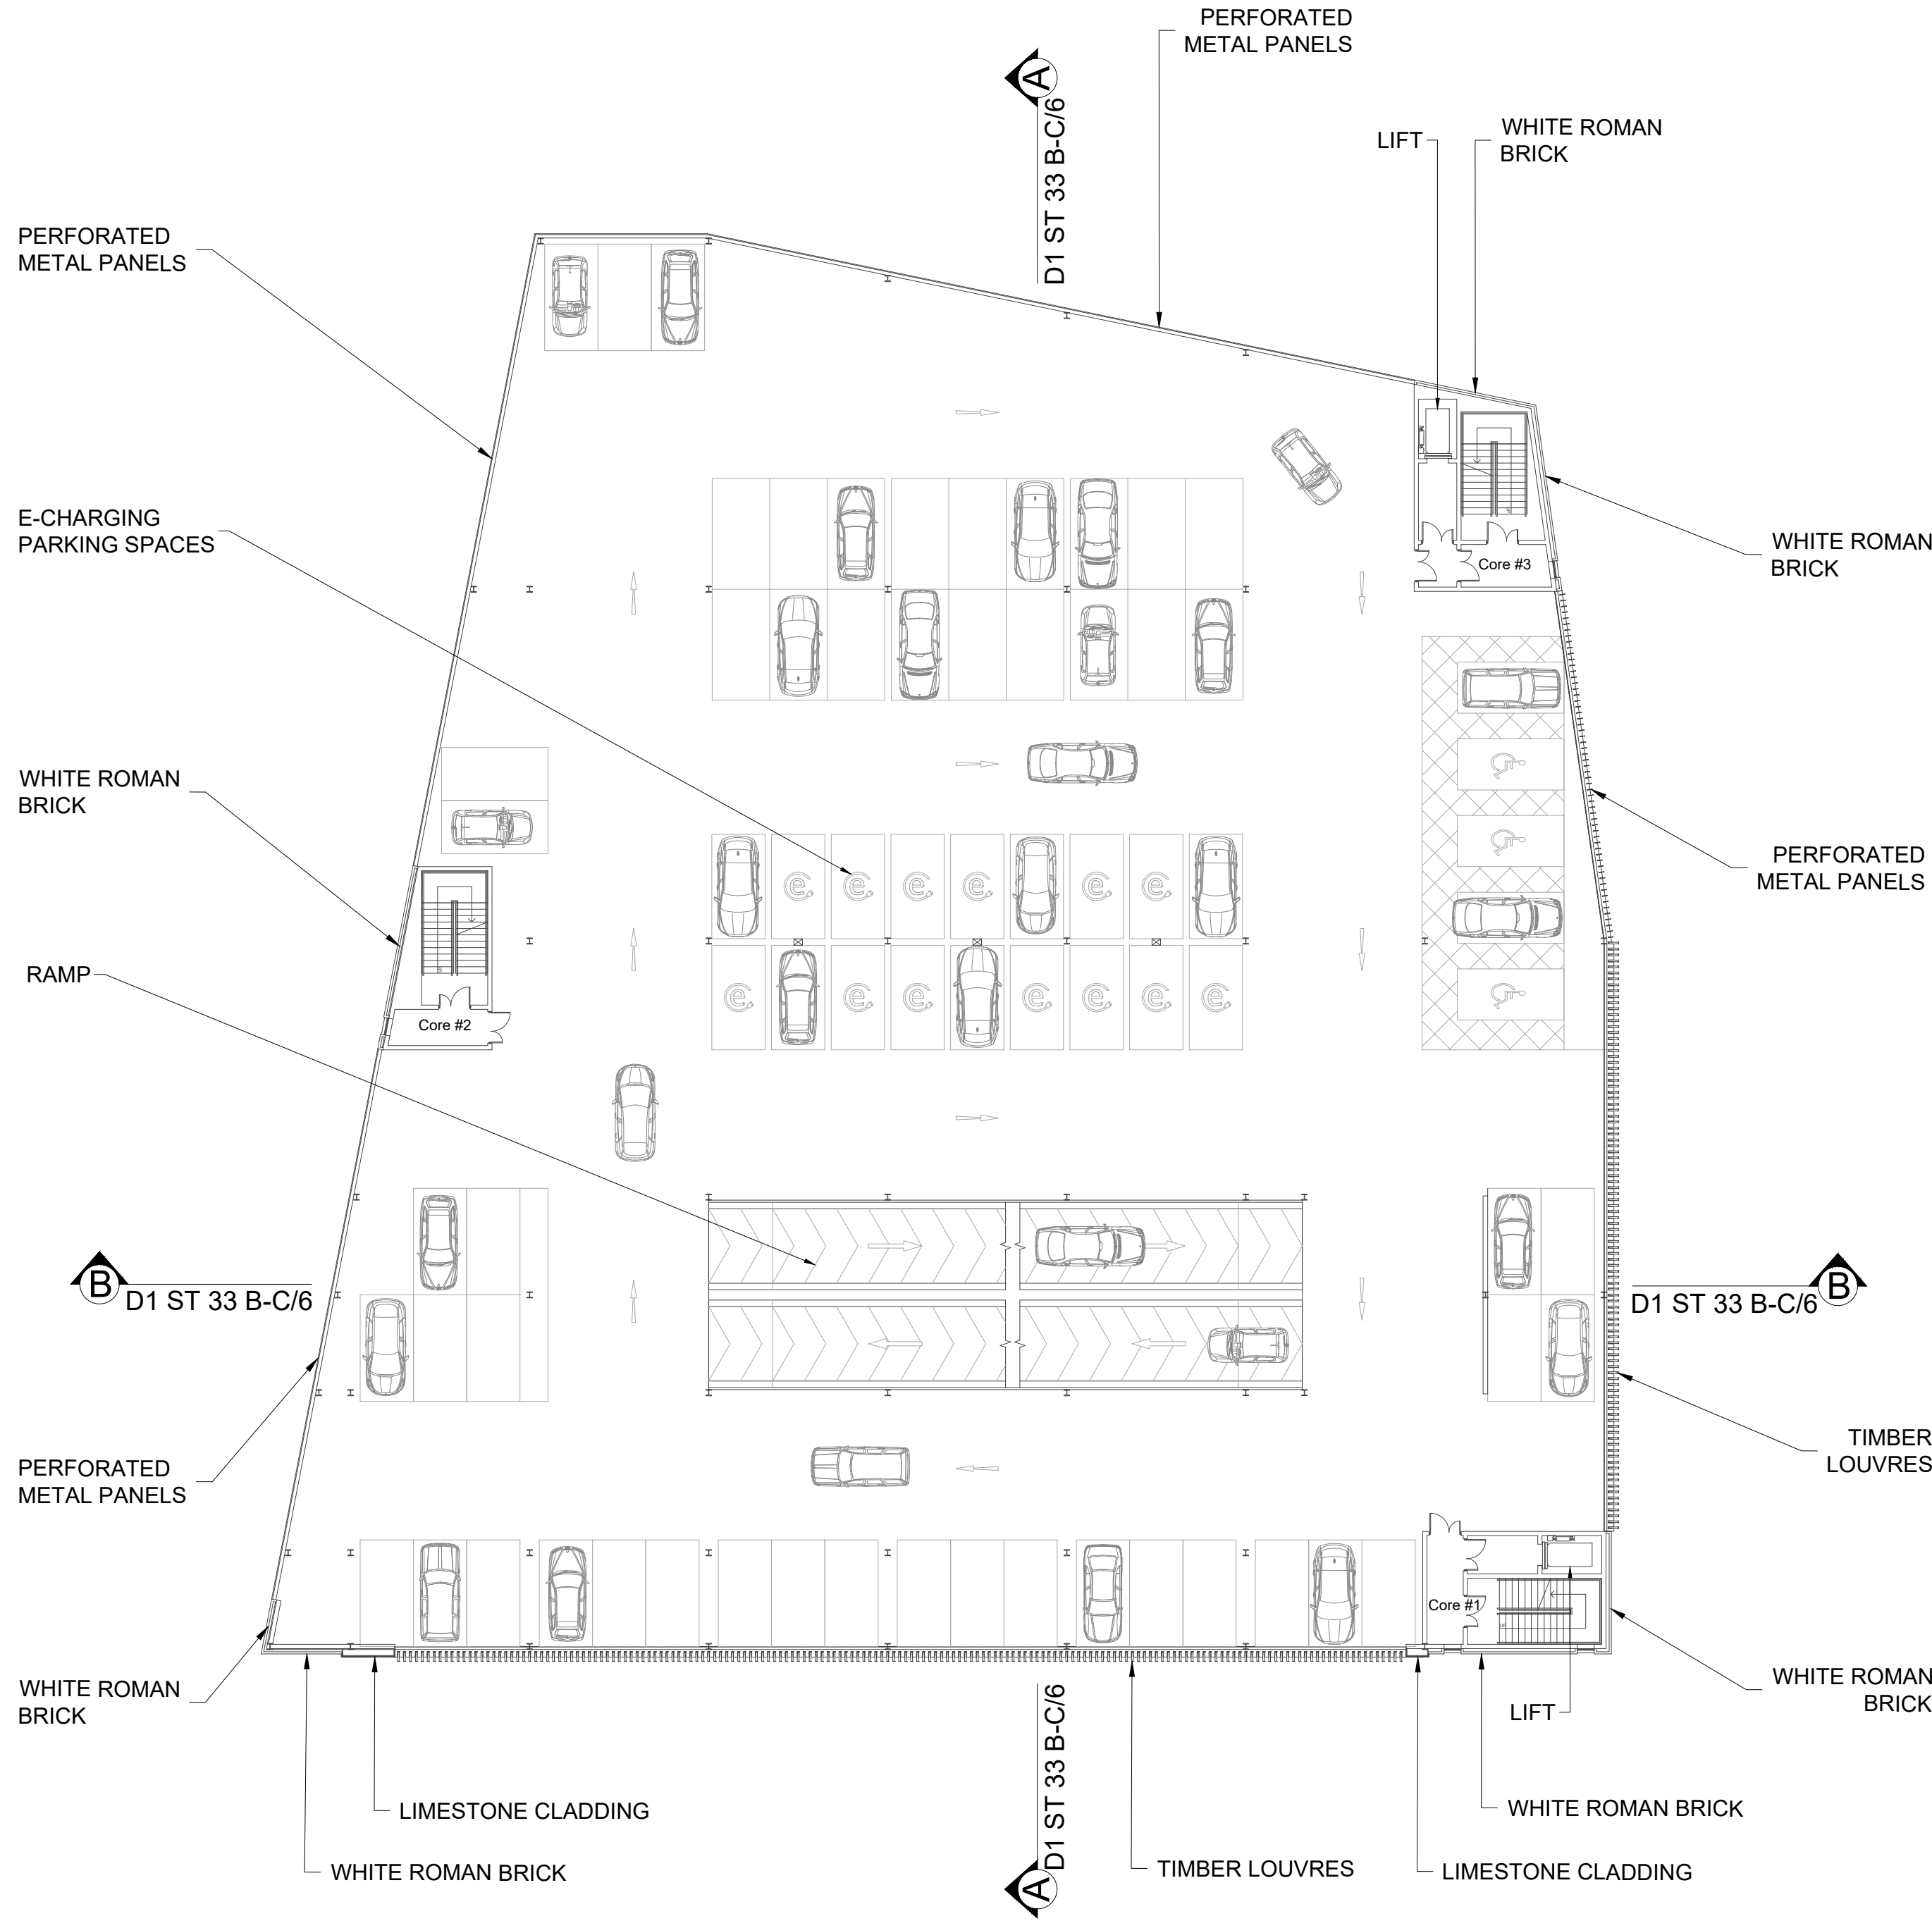 PERFORATED
METAL PANELS
A
D1 ST 33 B-C/6
LIFT
WHITE ROMAN
BRICK
PERFORATED
METAL PANELS
E-CHARGING
PARKING SPACES
WHITE ROMAN
BRICK
Core #3
WHITE ROMAN
BRICK
PERFORATED
METAL PANELS
e
e
e
e
e
e
e
e
e
e
e
e
e
RAMP
Core #2
B
D1 ST 33 B-C/6
D1 ST 33 B-C/6
B
PERFORATED
METAL PANELS
TIMBER
LOUVRES
Core #1
WHITE ROMAN
BRICK
WHITE ROMAN
BRICK
LIFT
D1 ST 33 B-C/6
A
LIMESTONE CLADDING
WHITE ROMAN BRICK
WHITE ROMAN BRICK
TIMBER LOUVRES
LIMESTONE CLADDING